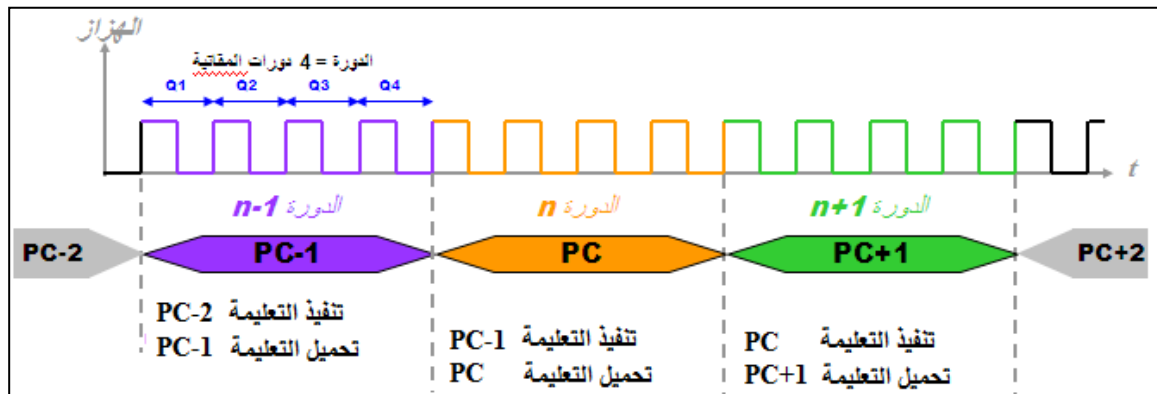 الهزاز
الدورة = 4 دورات المقاتية
Q1 Q2 Q3 Q4
t
الدورة n-1
الدورة n
الدورة n+1
PC-2 PC-1 PC PC+1 PC+2
تنفيذ التعليمة PC-2
تحميل التعليمة PC-1
تنفيذ التعليمة PC-1
تحميل التعليمة PC
تنفيذ التعليمة PC
تحميل التعليمة PC+1